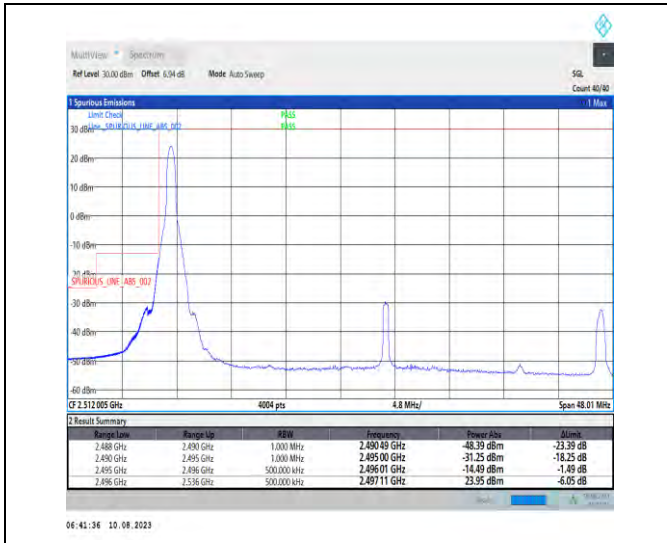 MultiView Spectrum
Ref Level 30.00 dBm Offset 6.94 dB Mode Auto Sweep SGL
Count 40/40
1 Spurious Emissions 1 Max
Limit Check PASS
30 dBm Line _SPURIOUS_LINE_ABS_002 PASS
20 dBm
10 dBm
0 dBm
-10 dBm
-20 dBm
SPURIOUS_LINE_ABS_002
-30 dBm
-40 dBm
-50 dBm
-60 dBm
CF 2.512 005 GHz 4004 pts 4.8 MHz/ Span 48.01 MHz
2 Result Summary
Range Low Range Up RBW Frequency Power Abs ΔLimit
2.488 GHz 2.490 GHz 1.000 MHz 2.490 49 GHz -48.39 dBm -23.39 dB
2.490 GHz 2.495 GHz 1.000 MHz 2.495 00 GHz -31.25 dBm -18.25 dB
2.495 GHz 2.496 GHz 500.000 kHz 2.496 01 GHz -14.49 dBm -1.49 dB
2.496 GHz 2.536 GHz 500.000 kHz 2.497 11 GHz 23.95 dBm -6.05 dB
06:41:36 10.08.2023